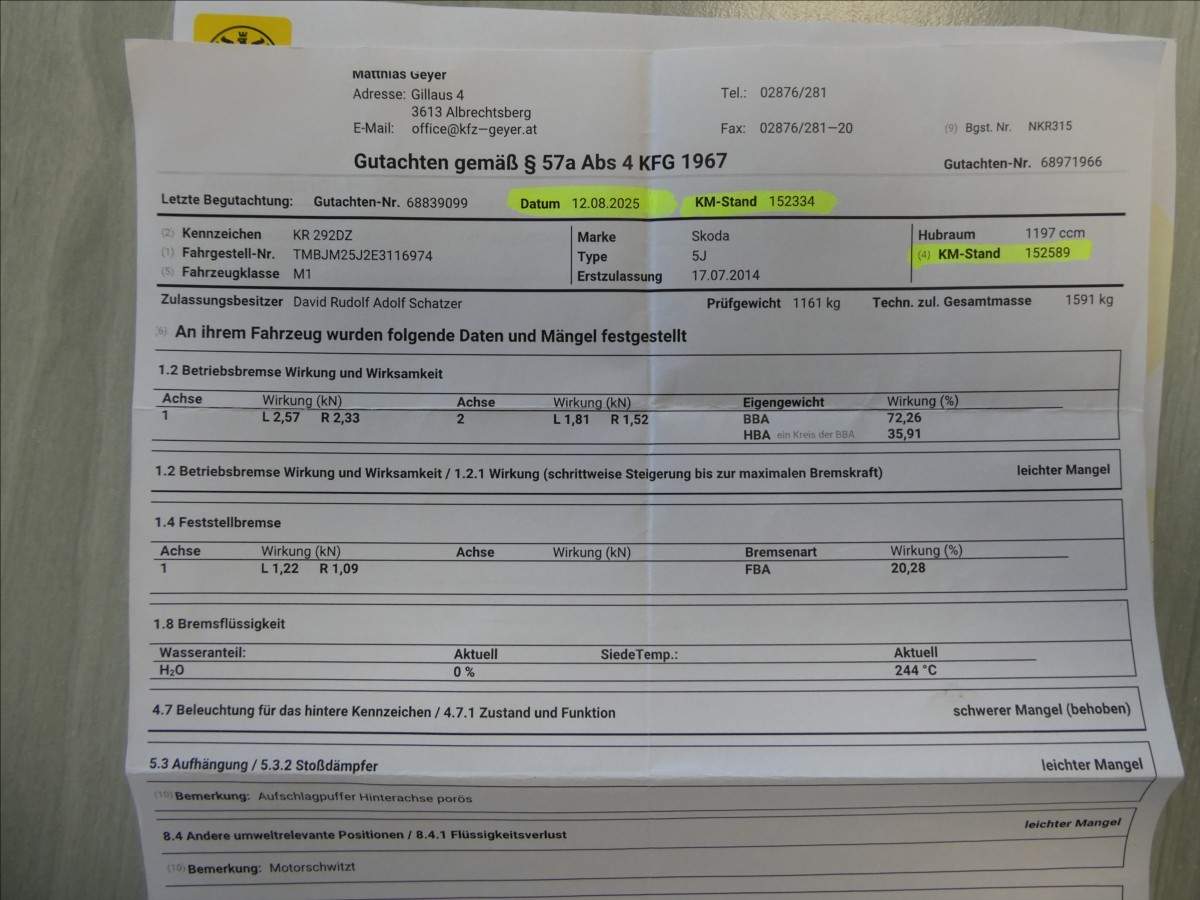 Matthias Geyer
Adresse: Gillaus 4 Tel.: 02876/281
3613 Albrechtsberg
E-Mail: office@kfz-geyer.at Fax: 02876/281-20 (9) Bgst. Nr. NKR315
Gutachten gemäß § 57a Abs 4 KFG 1967 Gutachten-Nr. 68971966
Letzte Begutachtung: Gutachten-Nr. 68839099 Datum 12.08.2025 KM-Stand 152334
(2) Kennzeichen KR 292DZ Marke Skoda Hubraum 1197 ccm
(1) Fahrgestell-Nr. TMBJM25J2E3116974 Type 5J (4) KM-Stand 152589
(5) Fahrzeugklasse M1 Erstzulassung 17.07.2014
Zulassungsbesitzer David Rudolf Adolf Schatzer Prüfgewicht 1161 kg Techn. zul. Gesamtmasse 1591 kg
(6) An ihrem Fahrzeug wurden folgende Daten und Mängel festgestellt
1.2 Betriebsbremse Wirkung und Wirksamkeit
Achse Wirkung (kN) Achse Wirkung (kN) Eigengewicht Wirkung (%)
1 L 2,57 R 2,33 2 L 1,81 R 1,52 BBA 72,26
HBA ein Kreis der BBA 35,91
1.2 Betriebsbremse Wirkung und Wirksamkeit / 1.2.1 Wirkung (schrittweise Steigerung bis zur maximalen Bremskraft) leichter Mangel
1.4 Feststellbremse
Achse Wirkung (kN) Achse Wirkung (kN) Bremsenart Wirkung (%)
1 L 1,22 R 1,09 FBA 20,28
1.8 Bremsflüssigkeit
Wasseranteil: Aktuell SiedeTemp.: Aktuell
H₂O 0 % 244 °C
4.7 Beleuchtung für das hintere Kennzeichen / 4.7.1 Zustand und Funktion schwerer Mangel (behoben)
5.3 Aufhängung / 5.3.2 Stoßdämpfer leichter Mangel
(10) Bemerkung: Aufschlagpuffer Hinterachse porös
8.4 Andere umweltrelevante Positionen / 8.4.1 Flüssigkeitsverlust leichter Mangel
(10) Bemerkung: Motorschwitzt